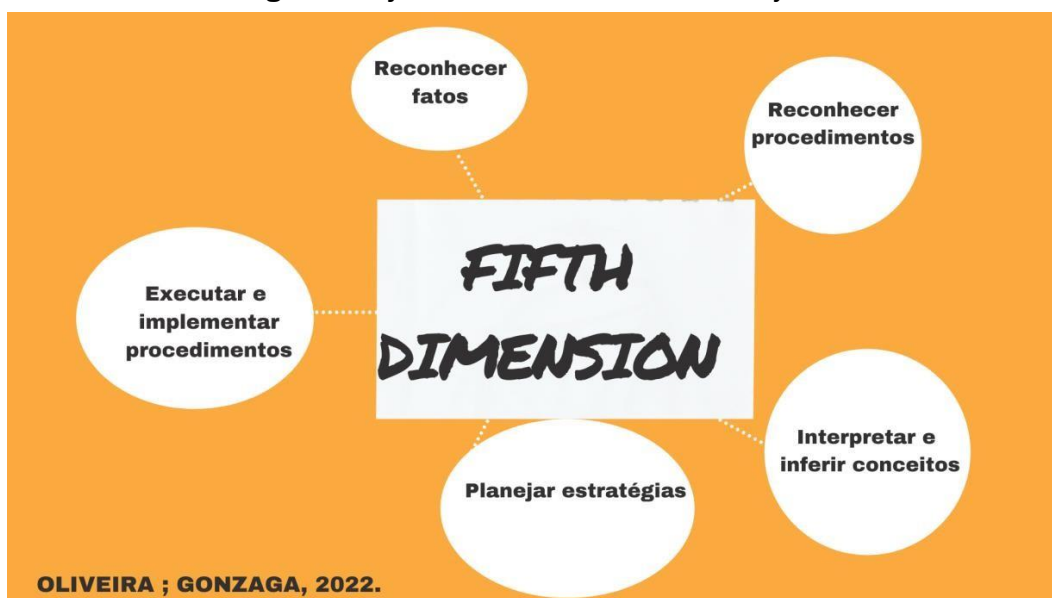 Reconhecer
fatos
Reconhecer
procedimentos
FIFTH
DIMENSION
Executar e
implementar
procedimentos
Interpretar e
inferir conceitos
Planejar estratégias
OLIVEIRA ; GONZAGA, 2022.